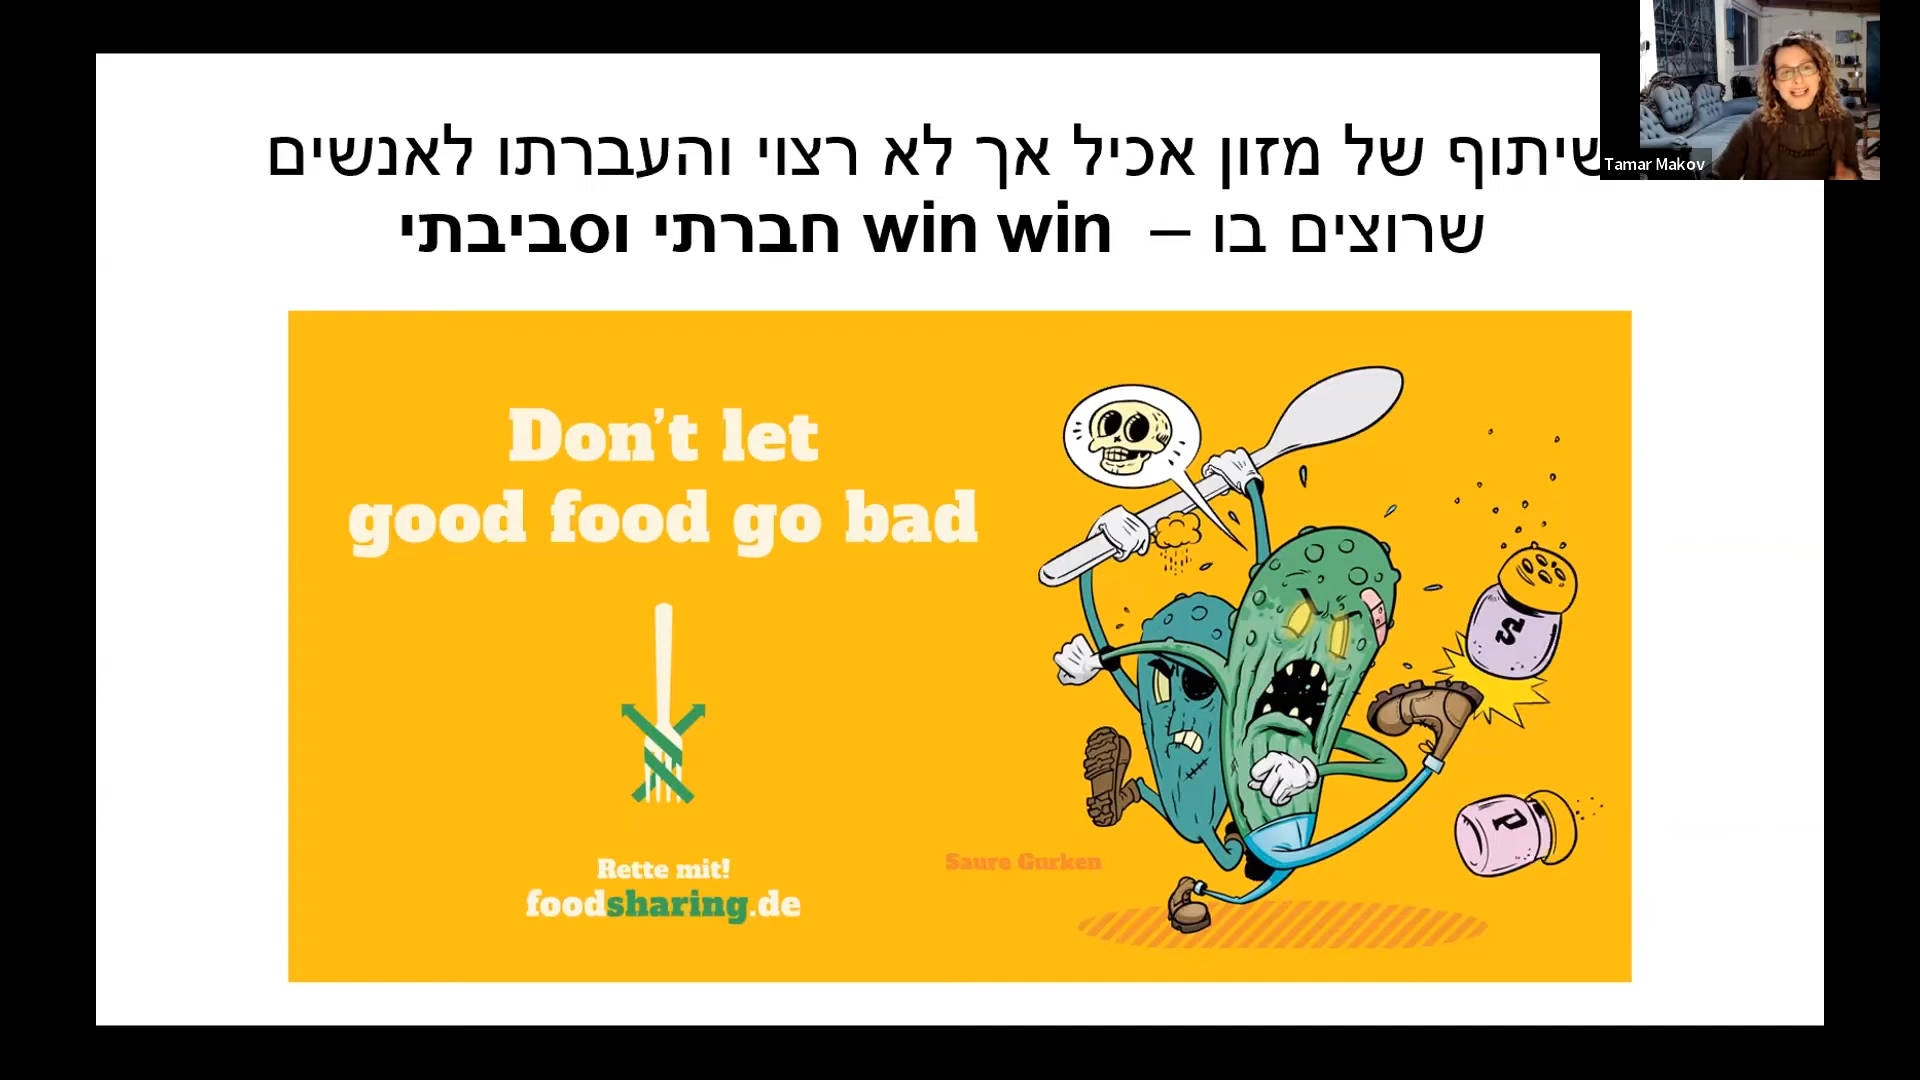 שיתוף של מזון אכיל אך לא רצוי והעברתו לאנשים
שרוצים בו – win win חברתי וסביבתי
Tamar Makov
Don't let
good food go bad
Rette mit!
foodsharing.de
Saure Gurken
S
P